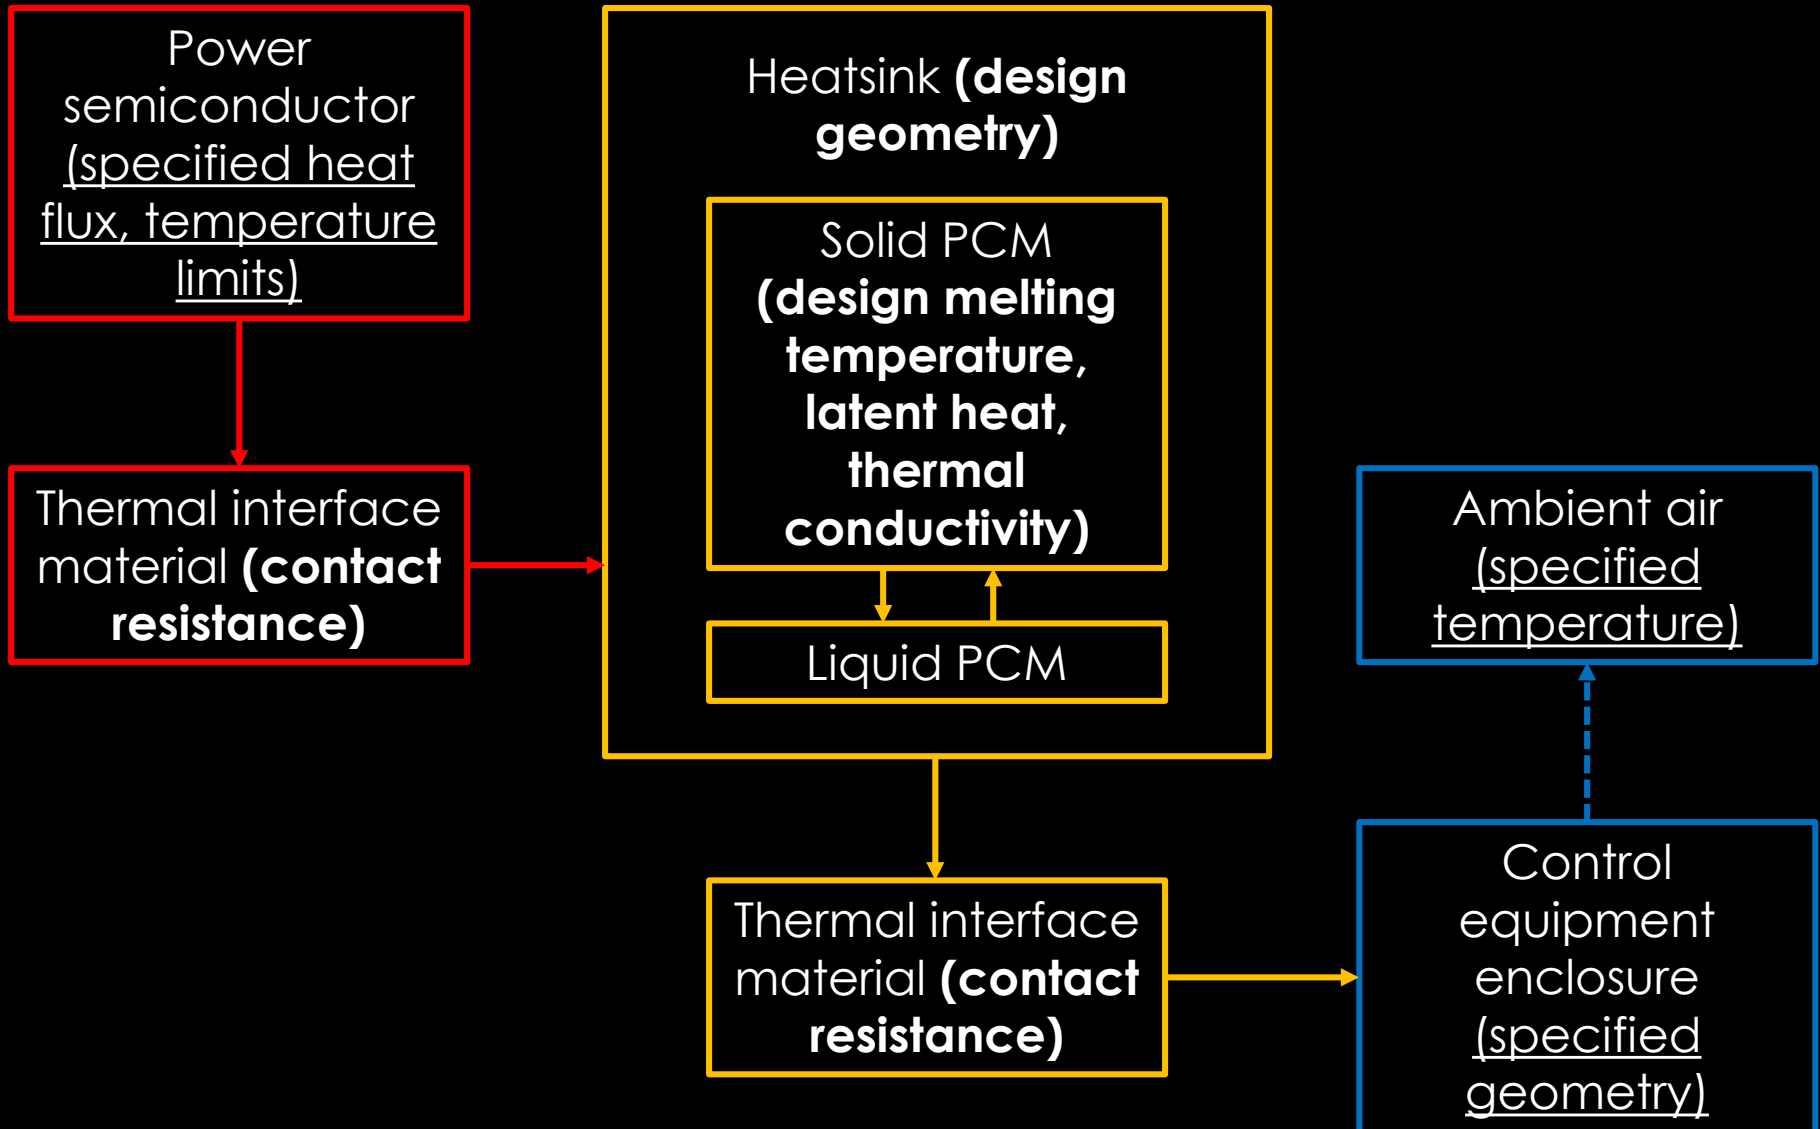 Power
semiconductor
(specified heat
flux, temperature
limits)
Thermal interface
material (contact
resistance)
Heatsink (design
geometry)
Solid PCM
(design melting
temperature,
latent heat,
thermal
conductivity)
Liquid PCM
Thermal interface
material (contact
resistance)
Control
equipment
enclosure
(specified
geometry)
Ambient air
(specified
temperature)